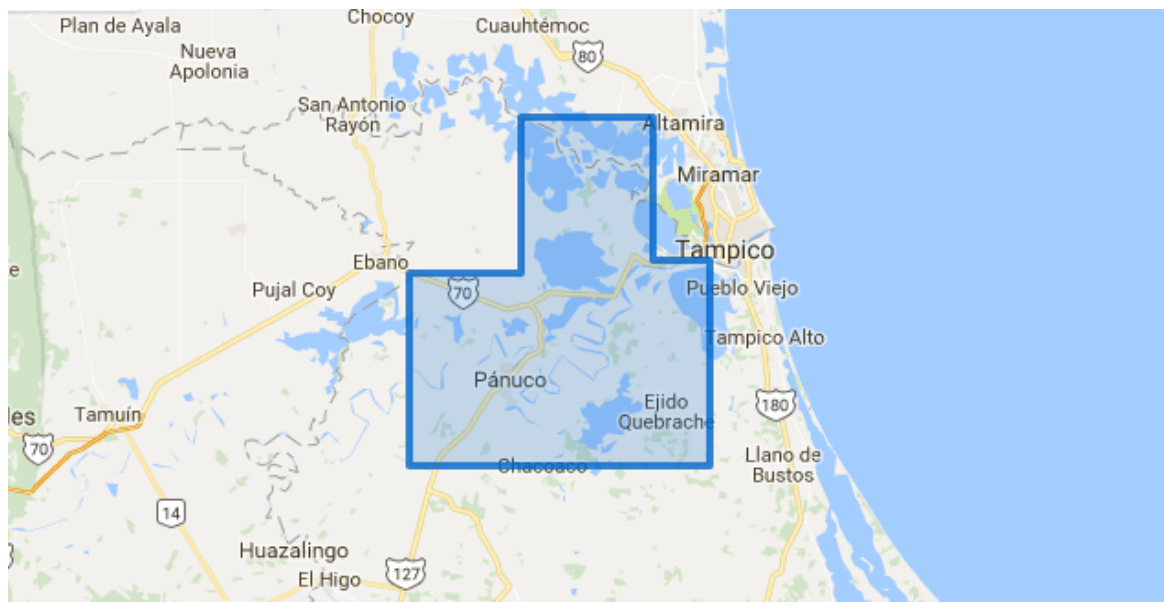 Chocoy
Plan de Ayala
Cuauhtémoc
Nueva
Apolonia
80
San Antonio
Rayón
Altamira
Miramar
Tampico
Ebano
e
Pujal Coy
70
Pueblo Viejo
Tampico Alto
Pánuco
Ejido
Quebrache
180
les
Tamuín
70
Llano de
Bustos
Chacoaco
14
Huazalingo
El Higo
127